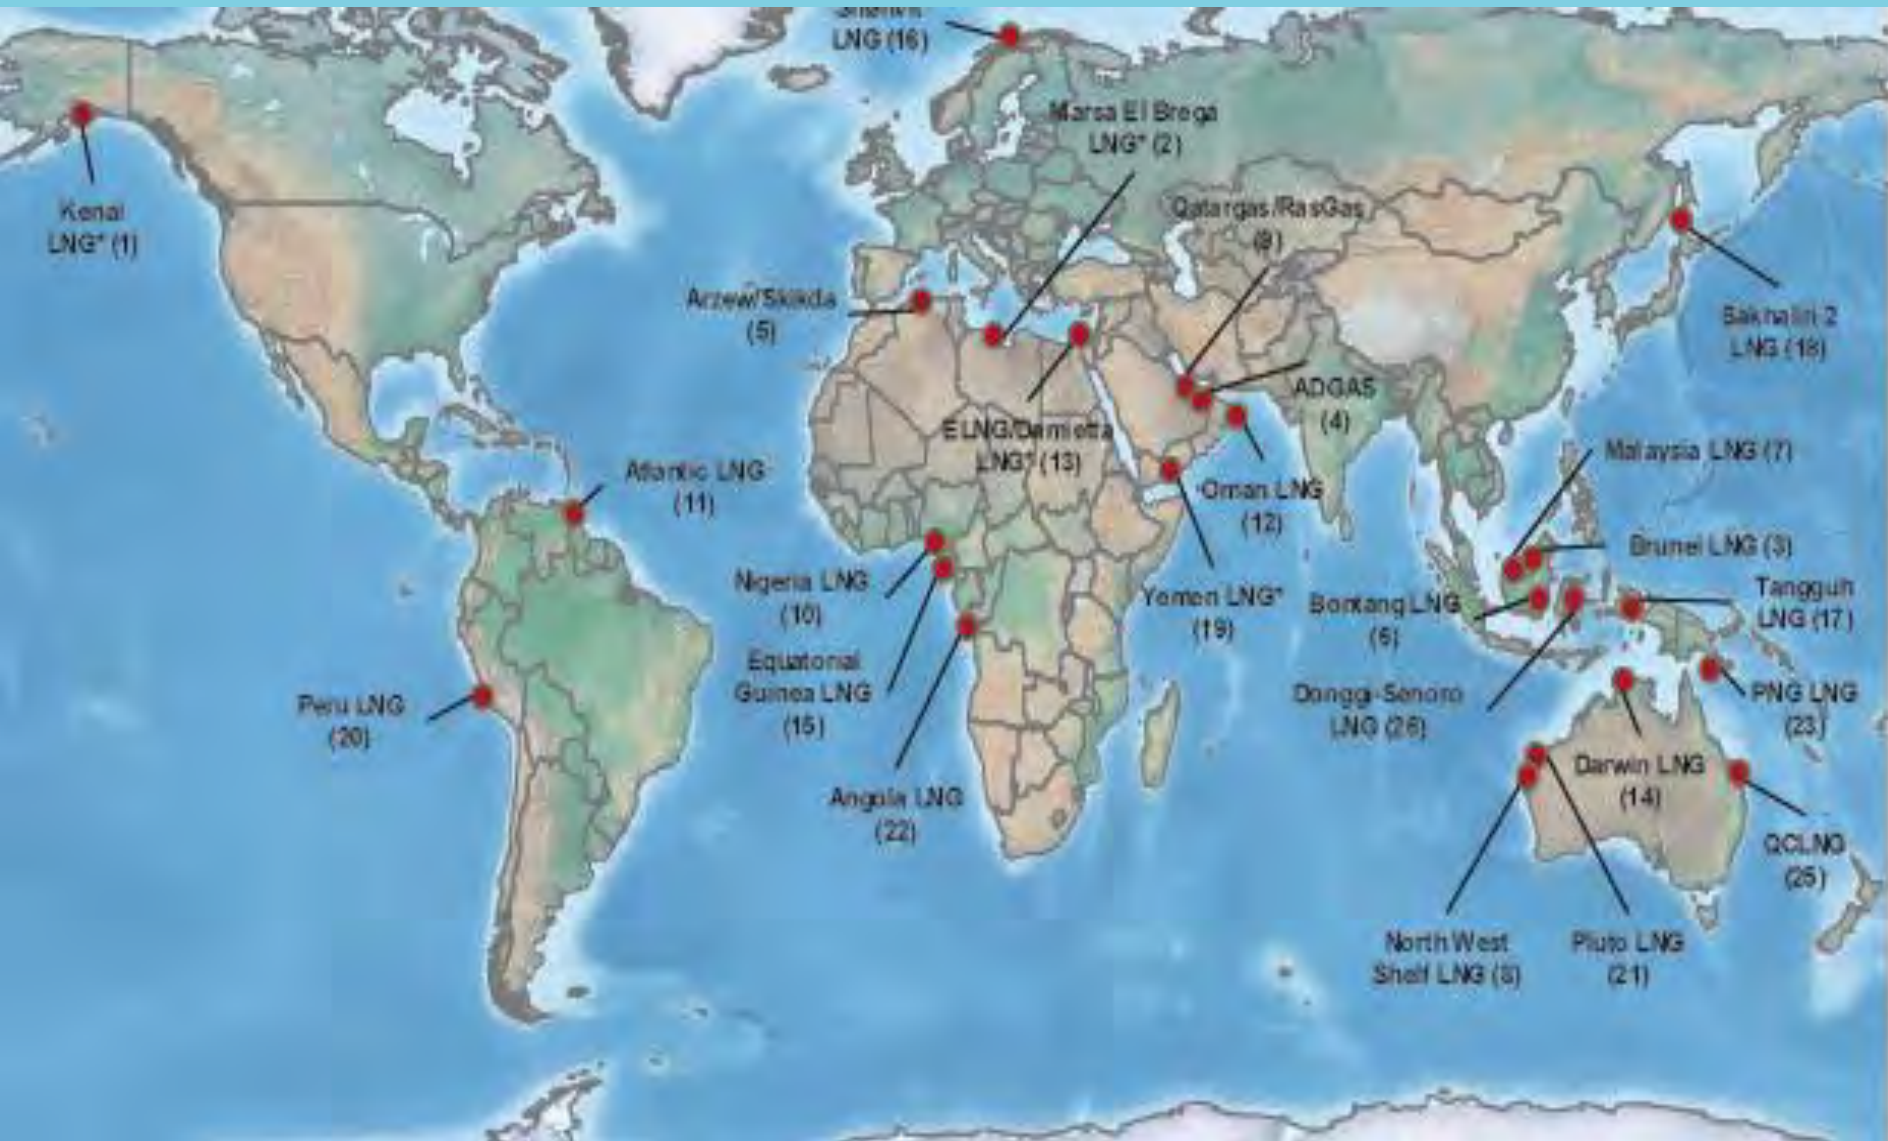 LNG (16)
Marsa El Brega
LNG* (2)
Kenai
LNG* (1)
Qatargas/RasGas
(9)
Arzew/Skikda
(5)
Sakhalin 2
LNG (18)
ADGAS
(4)
ELNG/Damietta
LNG* (13)
Atlantic LNG
(11)
Malaysia LNG (7)
Oman LNG
(12)
Brunei LNG (3)
Nigeria LNG
(10)
Yemen LNG*
(19)
Bontang LNG
(6)
Tangguh
LNG (17)
Equatorial
Guinea LNG
(15)
Peru LNG
(20)
Donggi-Senoro
LNG (26)
PNG LNG
(23)
Angola LNG
(22)
Darwin LNG
(14)
QCLNG
(25)
North West
Shelf LNG (8)
Pluto LNG
(21)